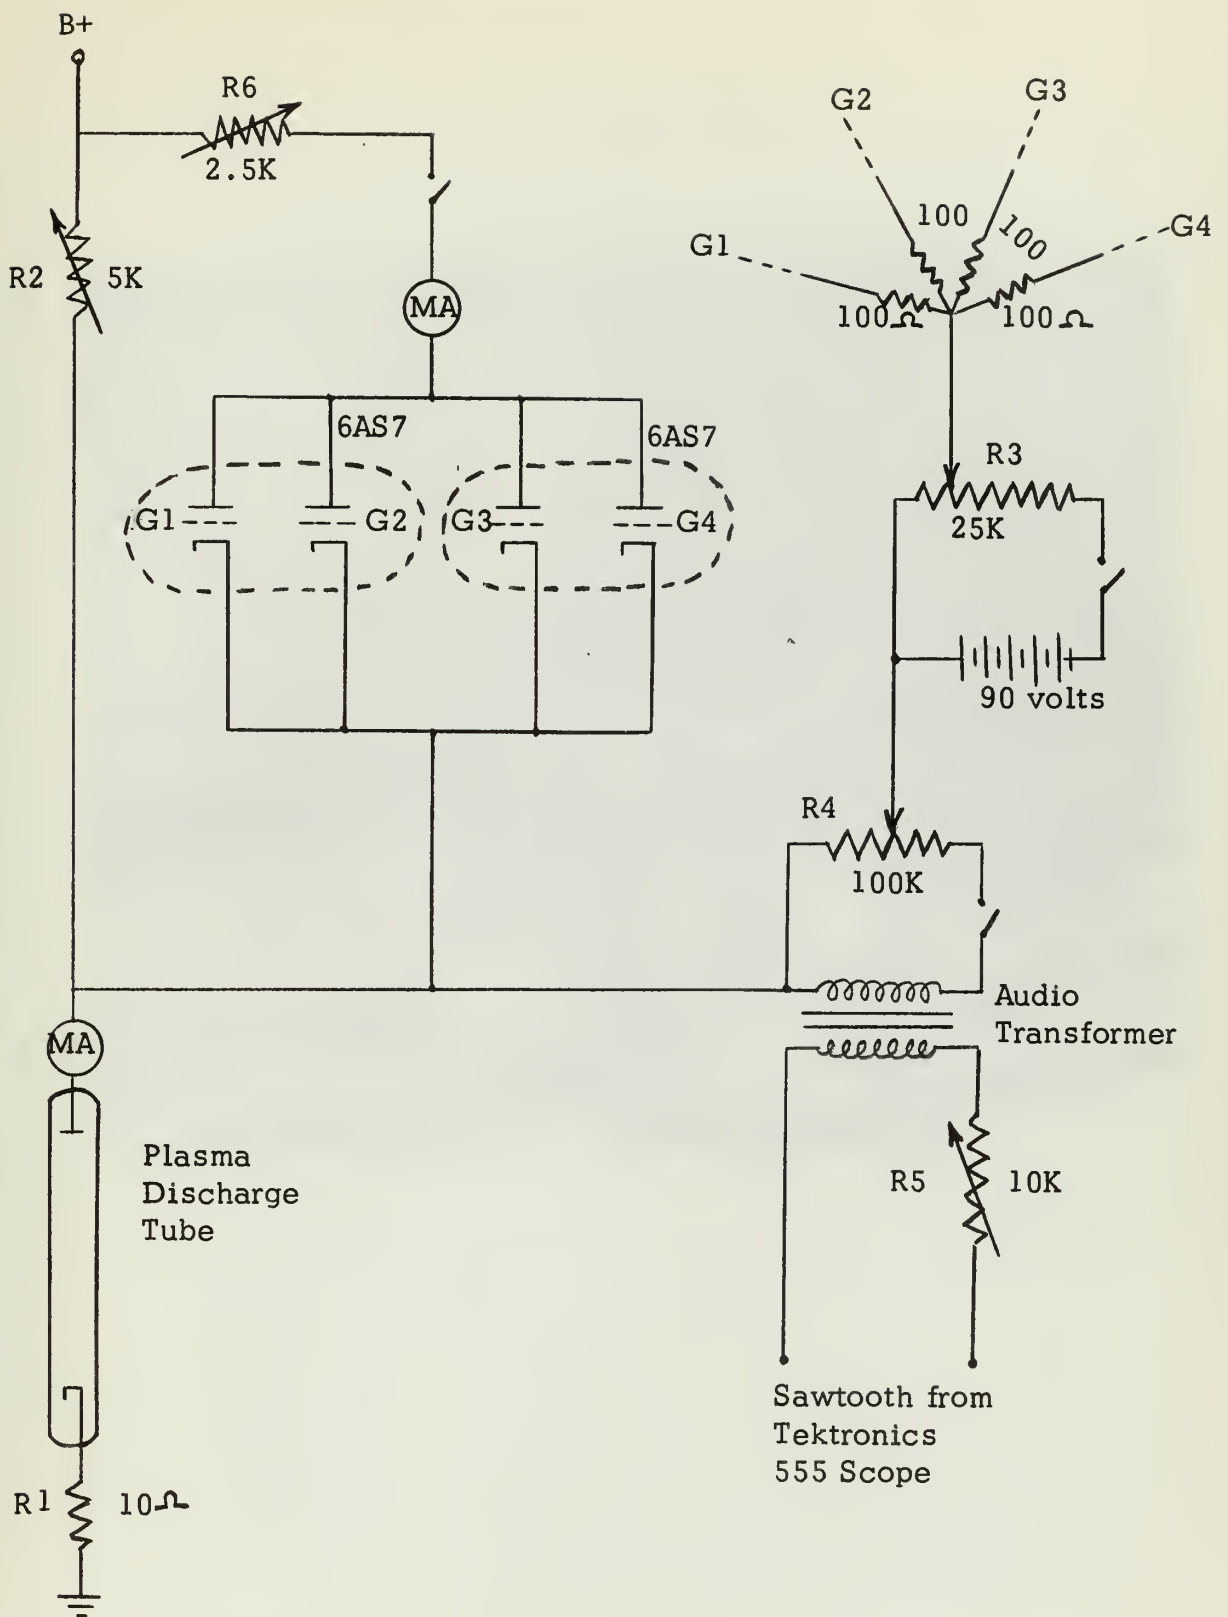 B+
R6
2.5K
R2
5K
MA
6AS7
6AS7
G1
G2
G3
G4
G1
G2
G3
G4
100
100
100Ω
100Ω
R3
25K
90 volts
R4
100K
Audio
Transformer
MA
Plasma
Discharge
Tube
R5
10K
Sawtooth from
Tektronics
555 Scope
R1
10Ω